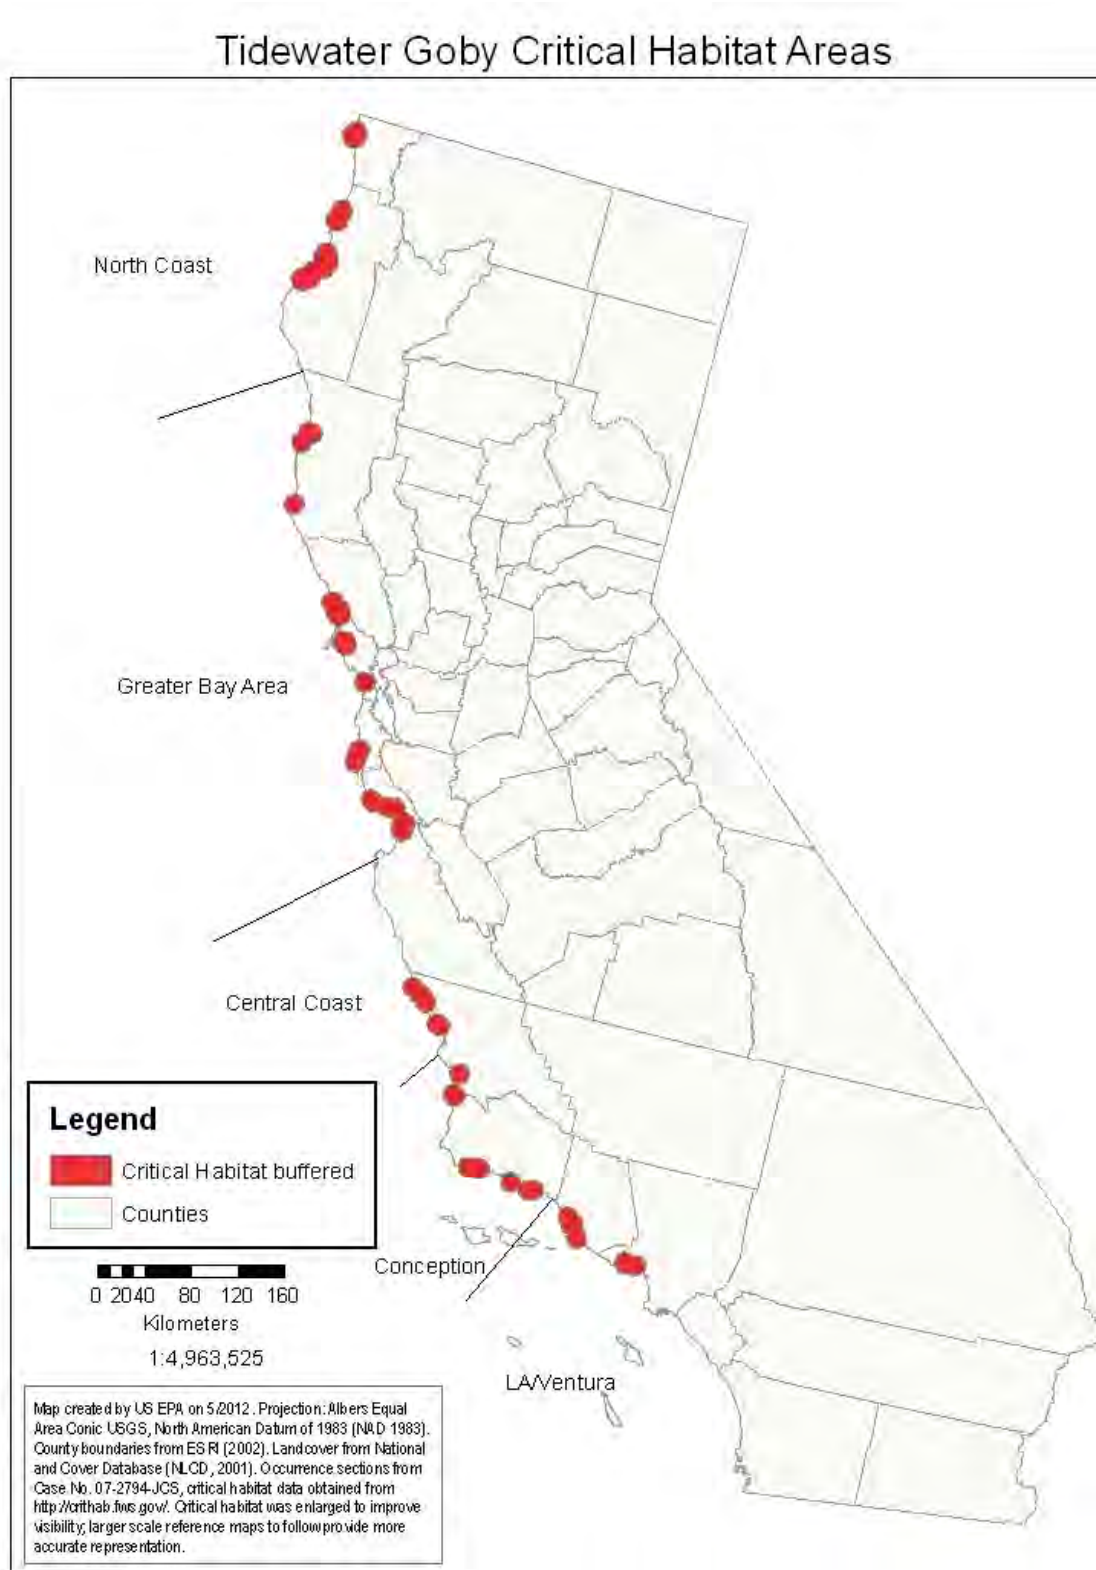 Tidewater Goby Critical Habitat Areas
North Coast
Greater Bay Area
Central Coast
Legend
Critical Habitat buffered
Counties
Conception
0 20 40 80 120 160
Kilometers
1:4,963,525
LA/Ventura
Map created by US EPA on 5/2012. Projection: Albers Equal
Area Conic USGS, North American Datum of 1983 (NAD 1983).
County boundaries from ESRI (2002). Landcover from National
and Cover Database (NLCD, 2001). Occurrence sections from
Case No. 07-2794-JCS, critical habitat data obtained from
http://crithab.fws.gov/. Critical habitat was enlarged to improve
visibility; larger scale reference maps to follow provide more
accurate representation.